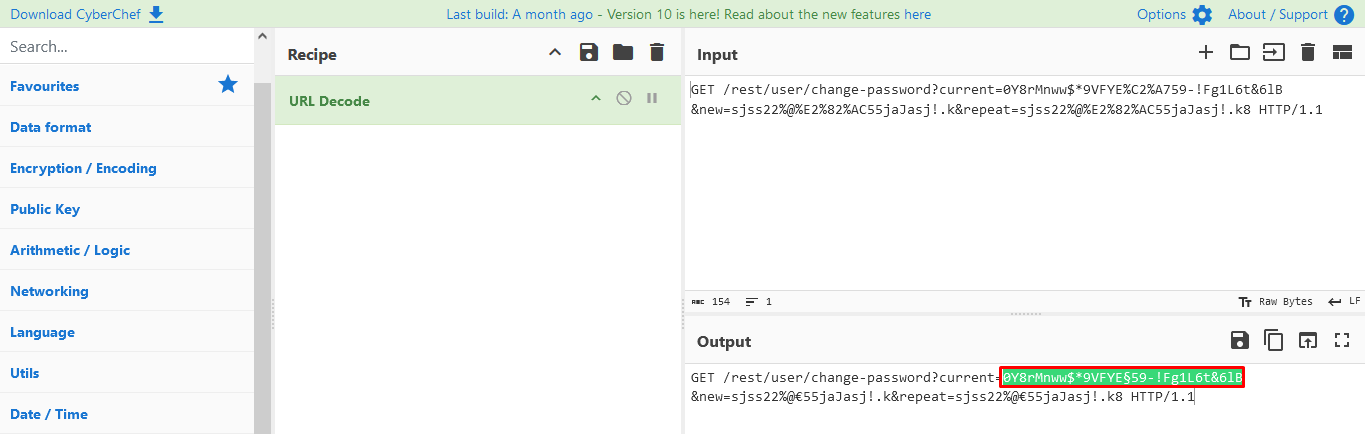 Download CyberChef
Last build: A month ago - Version 10 is here! Read about the new features here
Options
About / Support
Search...
Favourites
Data format
Encryption / Encoding
Public Key
Arithmetic / Logic
Networking
Language
Utils
Date / Time
Recipe
URL Decode
Input
GET /rest/user/change-password?current=0Y8rMnww$*9VFYE%C2%A759-!Fg1L6t&6lB
&new=sjss22%@%E2%82%AC55jaJasj!.k&repeat=sjss22%@%E2%82%AC55jaJasj!.k8 HTTP/1.1
ABC 154 1
Tт Raw Bytes LF
Output
GET /rest/user/change-password?current=0Y8rMnww$*9VFYE§59-!Fg1L6t&6lB
&new=sjss22%@€55jaJasj!.k&repeat=sjss22%@€55jaJasj!.k8 HTTP/1.1